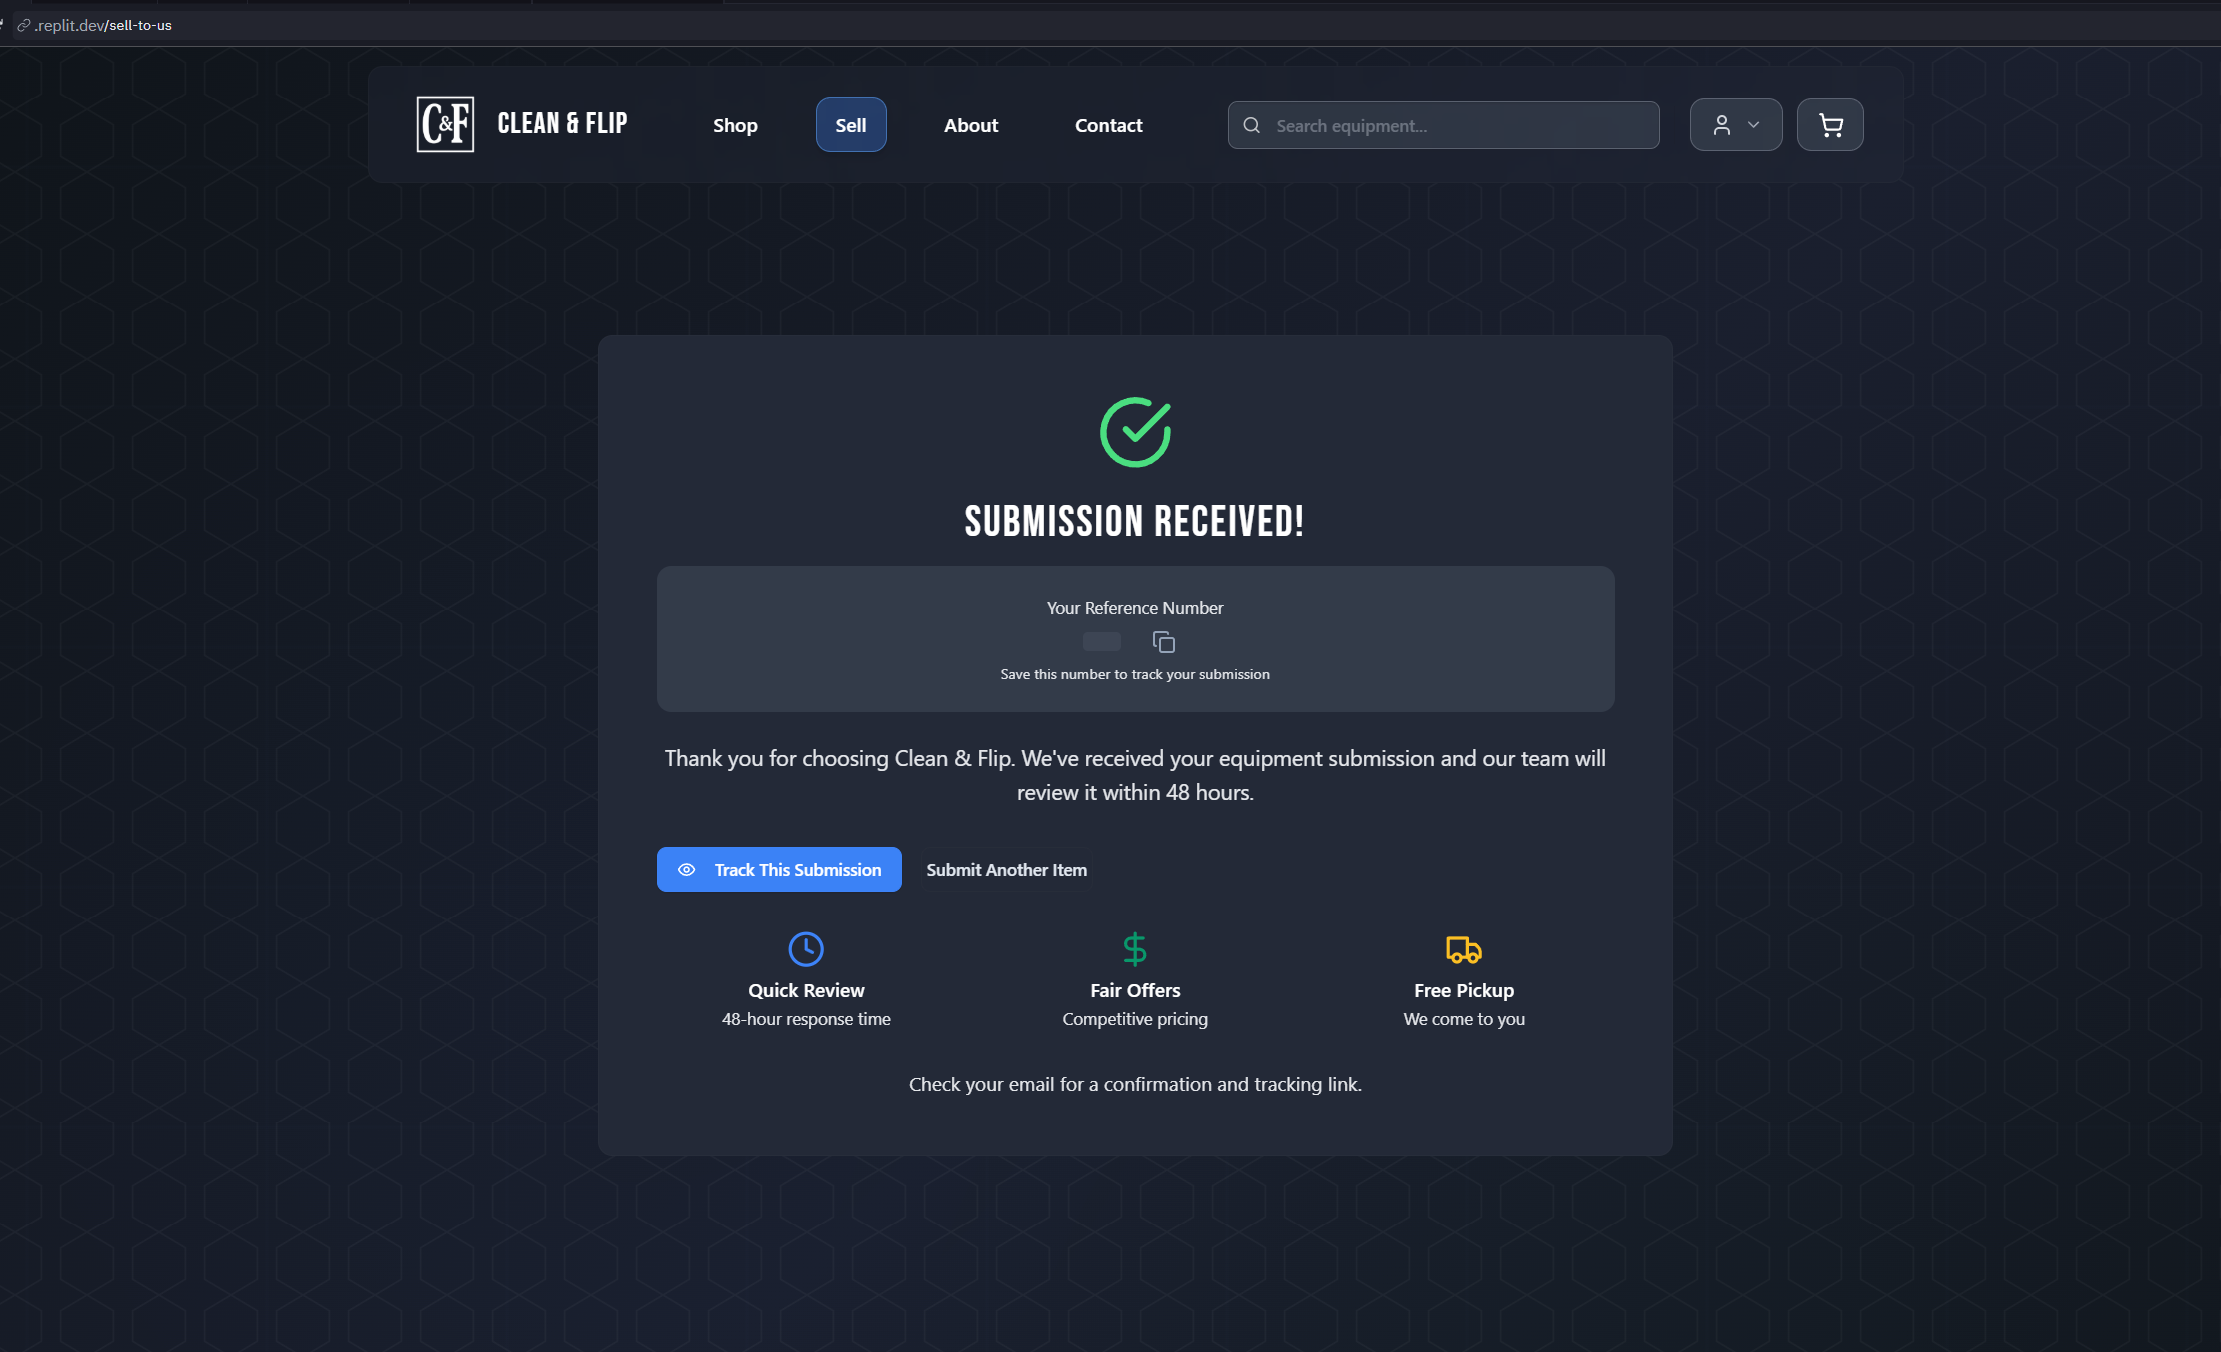 .replit.dev/sell-to-us
C&F
CLEAN & FLIP
Shop
Sell
About
Contact
Search equipment...
SUBMISSION RECEIVED!
Your Reference Number
Save this number to track your submission
Thank you for choosing Clean & Flip. We've received your equipment submission and our team will
review it within 48 hours.
Track This Submission
Submit Another Item
Quick Review
48-hour response time
Fair Offers
Competitive pricing
Free Pickup
We come to you
Check your email for a confirmation and tracking link.